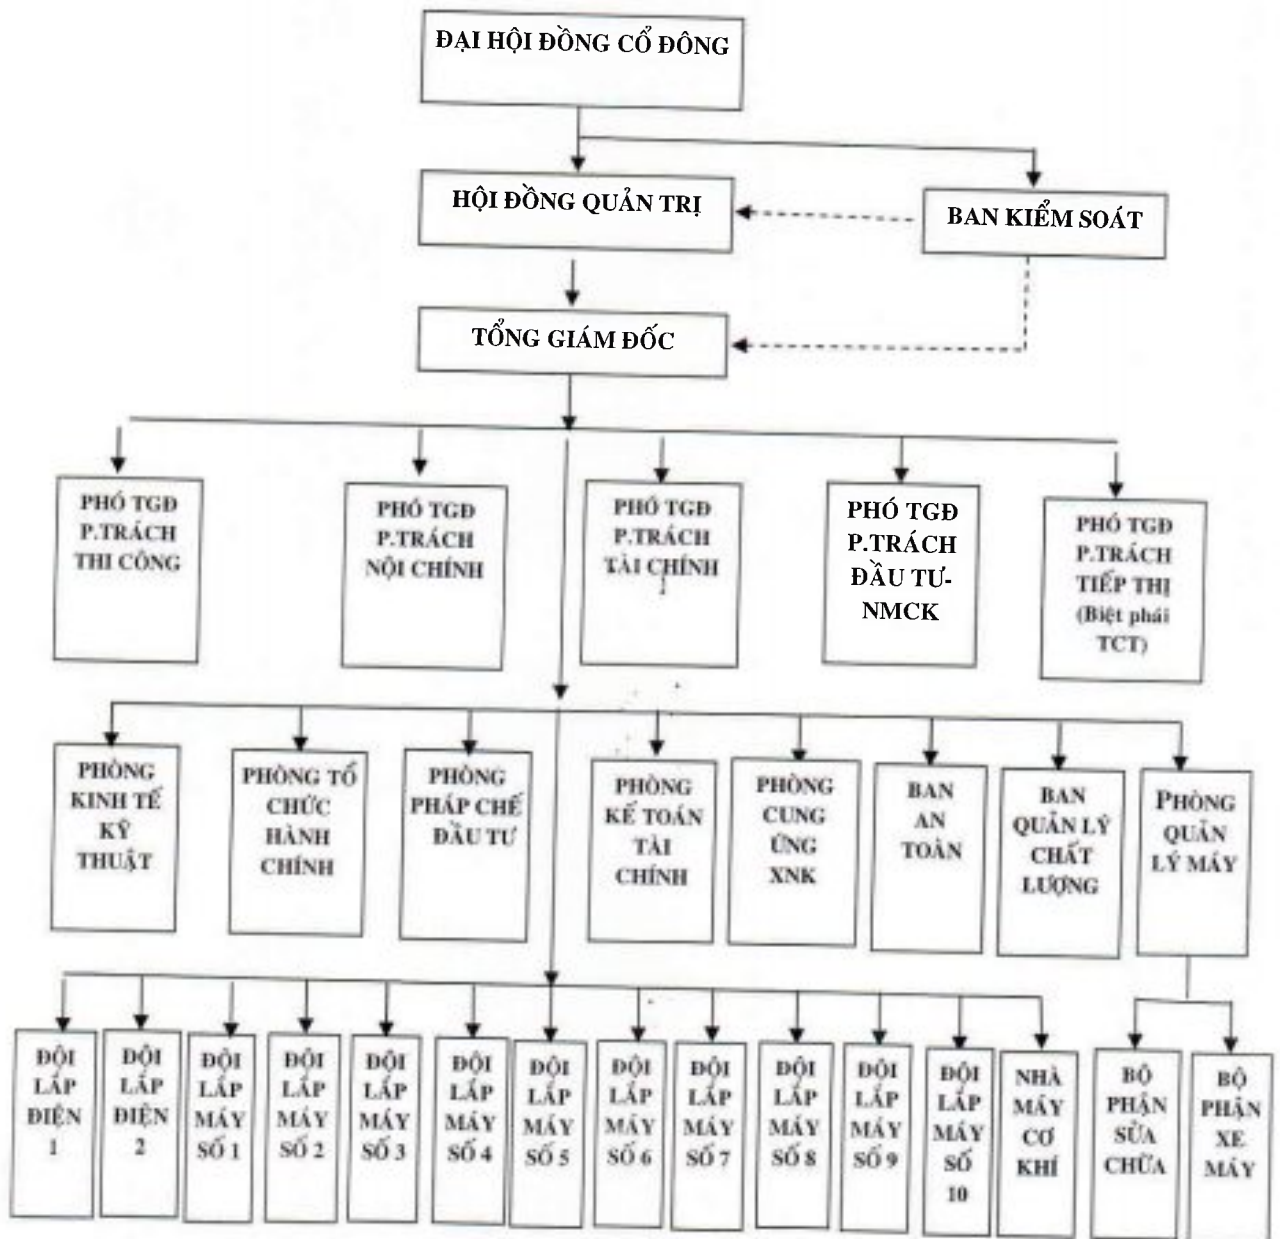 ĐẠI HỘI ĐỒNG CỔ ĐÔNG
HỘI ĐỒNG QUẢN TRỊ
BAN KIỂM SOÁT
TỔNG GIÁM ĐỐC
PHÓ TGĐ
P.TRÁCH
THI CÔNG
PHÓ TGĐ
P.TRÁCH
NỘI CHÍNH
PHÓ TGĐ
P.TRÁCH
TÀI CHÍNH
PHÓ TGĐ
P.TRÁCH
ĐẦU TƯ-
NMCK
PHÓ TGĐ
P.TRÁCH
TIẾP THỊ
(Biệt phái
TCT)
PHÒNG
KINH TẾ
KỸ
THUẬT
PHÒNG TỔ
CHỨC
HÀNH
CHÍNH
PHÒNG
PHÁP CHẾ
ĐẦU TƯ
PHÒNG
KẾ TOÁN
TÀI
CHÍNH
PHÒNG
CUNG
ỨNG
XNK
BAN
AN
TOÀN
BAN
QUẢN LÝ
CHẤT
LƯỢNG
PHÒNG
QUẢN
LÝ MÁY
ĐỘI
LẮP
ĐIỆN
1
ĐỘI
LẮP
ĐIỆN
2
ĐỘI
LẮP
MÁY
SỐ 1
ĐỘI
LẮP
MÁY
SỐ 2
ĐỘI
LẮP
MÁY
SỐ 3
ĐỘI
LẮP
MÁY
SỐ 4
ĐỘI
LẮP
MÁY
SỐ 5
ĐỘI
LẮP
MÁY
SỐ 6
ĐỘI
LẮP
MÁY
SỐ 7
ĐỘI
LẮP
MÁY
SỐ 8
ĐỘI
LẮP
MÁY
SỐ 9
ĐỘI
LẮP
MÁY
SỐ
10
NHÀ
MÁY
CƠ
KHÍ
BỘ
PHẬN
SỬA
CHỮA
BỘ
PHẬN
XE
MÁY